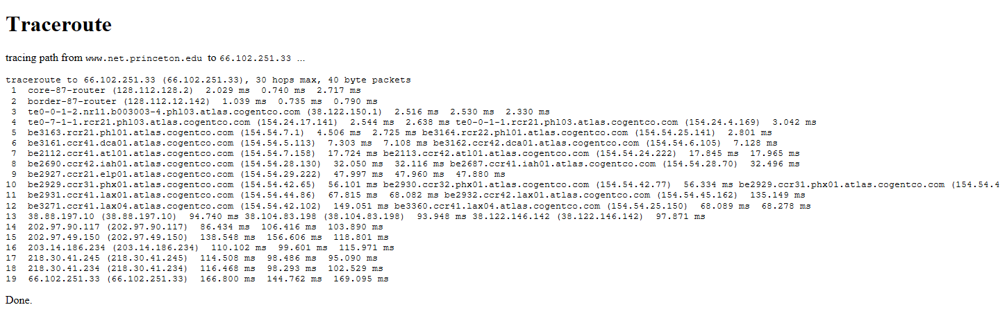 Traceroute
tracing path from www.net.princeton.edu to 66.102.251.33 ...
traceroute to 66.102.251.33 (66.102.251.33), 30 hops max, 40 byte packets
1 core-87-router (128.112.128.2) 2.029 ms 0.740 ms 2.717 ms
2 border-87-router (128.112.12.142) 1.039 ms 0.735 ms 0.790 ms
3 te0-0-1-2.nr11.b003003-4.phl03.atlas.cogentco.com (38.122.150.1) 2.516 ms 2.530 ms 2.330 ms
4 te0-7-1-1.rcr21.phl03.atlas.cogentco.com (154.24.17.141) 2.544 ms 2.638 ms te0-0-1-1.rcr21.phl03.atlas.cogentco.com (154.24.4.169) 3.042 ms
5 be3163.rcr21.phl01.atlas.cogentco.com (154.54.7.1) 4.506 ms 2.725 ms be3164.rcr22.phl01.atlas.cogentco.com (154.54.25.141) 2.801 ms
6 be3161.ccr41.dca01.atlas.cogentco.com (154.54.5.113) 7.303 ms 7.108 ms be3162.ccr42.dca01.atlas.cogentco.com (154.54.6.105) 7.128 ms
7 be2112.ccr41.atl01.atlas.cogentco.com (154.54.7.158) 17.724 ms be2113.ccr42.atl01.atlas.cogentco.com (154.54.24.222) 17.845 ms 17.965 ms
8 be2690.ccr42.iah01.atlas.cogentco.com (154.54.28.130) 32.050 ms 32.116 ms be2687.ccr41.iah01.atlas.cogentco.com (154.54.28.70) 32.496 ms
9 be2927.ccr21.elp01.atlas.cogentco.com (154.54.29.222) 47.997 ms 47.960 ms 47.880 ms
10 be2929.ccr31.phx01.atlas.cogentco.com (154.54.42.65) 56.101 ms be2930.ccr32.phx01.atlas.cogentco.com (154.54.42.77) 56.334 ms be2929.ccr31.phx01.atlas.cogentco.com (154.54.4
11 be2931.ccr41.lax01.atlas.cogentco.com (154.54.44.86) 67.815 ms 68.082 ms be2932.ccr42.lax01.atlas.cogentco.com (154.54.45.162) 135.149 ms
12 be3271.ccr41.lax04.atlas.cogentco.com (154.54.42.102) 149.051 ms be3360.ccr41.lax04.atlas.cogentco.com (154.54.25.150) 68.089 ms 68.278 ms
13 38.88.197.10 (38.88.197.10) 94.740 ms 38.104.83.198 (38.104.83.198) 93.948 ms 38.122.146.142 (38.122.146.142) 97.871 ms
14 202.97.90.117 (202.97.90.117) 86.434 ms 106.416 ms 103.890 ms
15 202.97.49.150 (202.97.49.150) 138.548 ms 156.606 ms 118.801 ms
16 203.14.186.234 (203.14.186.234) 110.102 ms 99.601 ms 115.971 ms
17 218.30.41.245 (218.30.41.245) 114.508 ms 98.486 ms 95.090 ms
18 218.30.41.234 (218.30.41.234) 116.468 ms 98.293 ms 102.529 ms
19 66.102.251.33 (66.102.251.33) 166.800 ms 144.762 ms 169.095 ms
Done.